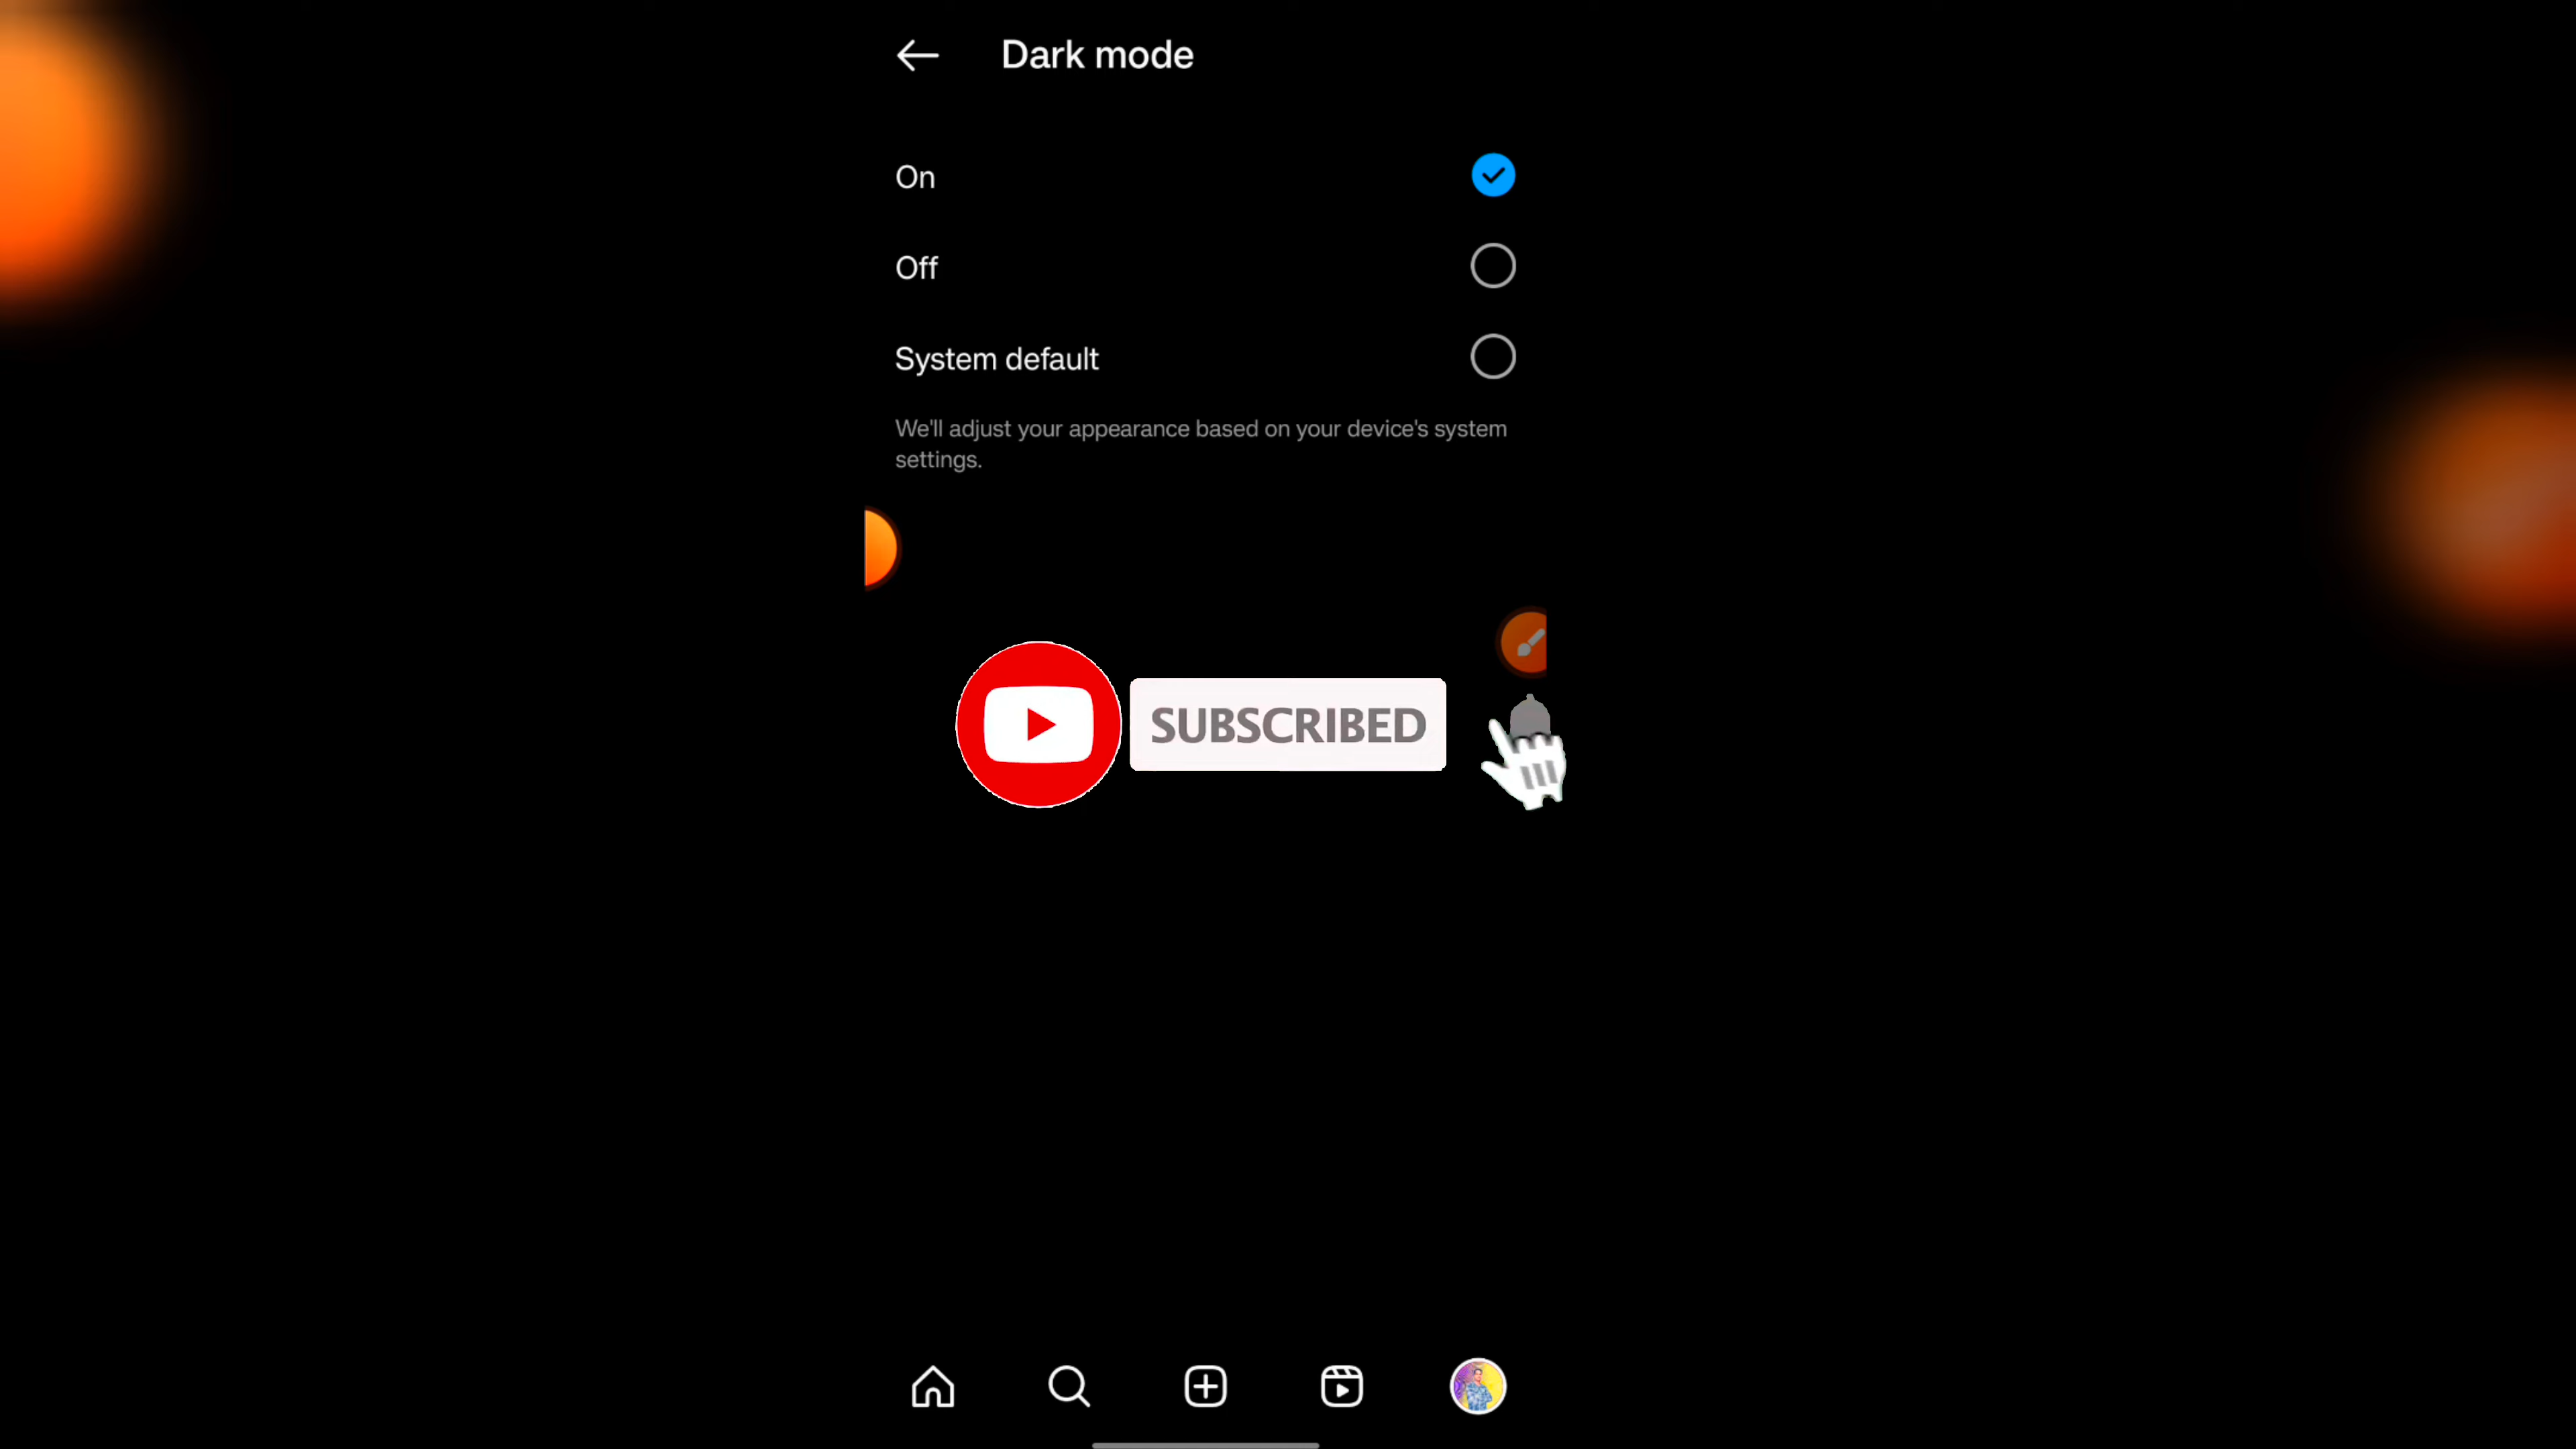 Dark mode
On
Off
System default
We'll adjust your appearance based on your device's system
settings.
SUBSCRIBED